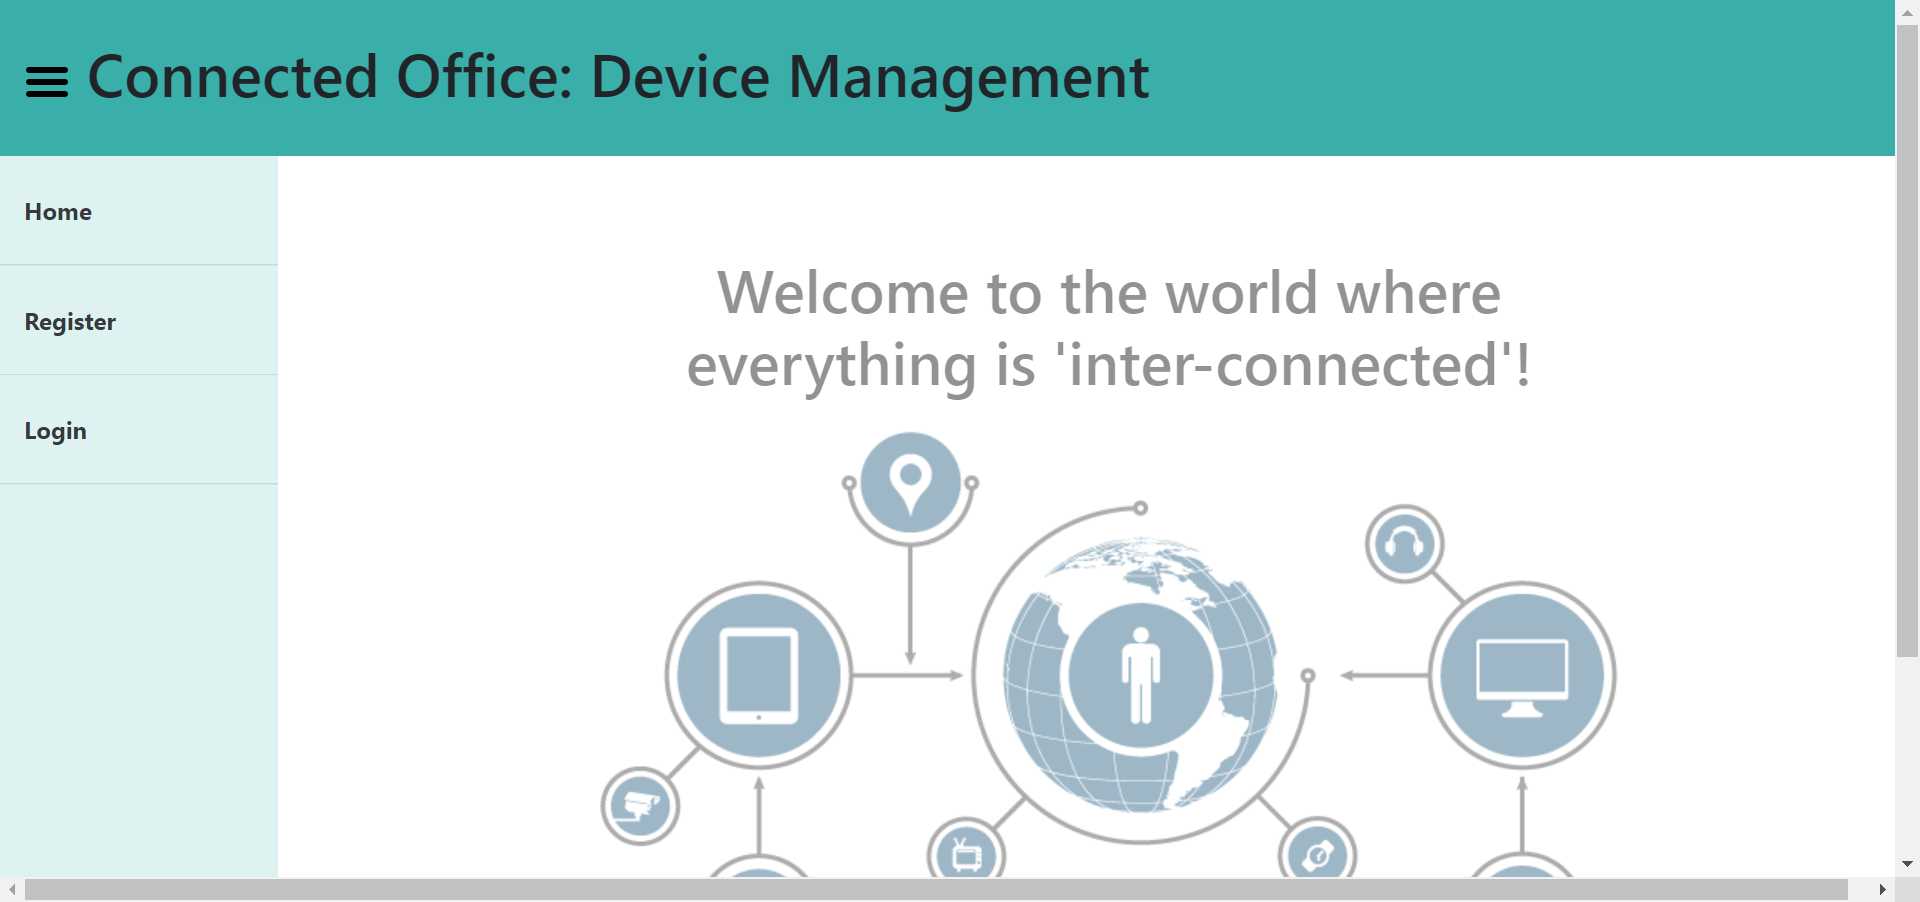 Connected Office: Device Management
Home
Register
Login
Welcome to the world where
everything is 'inter-connected'!